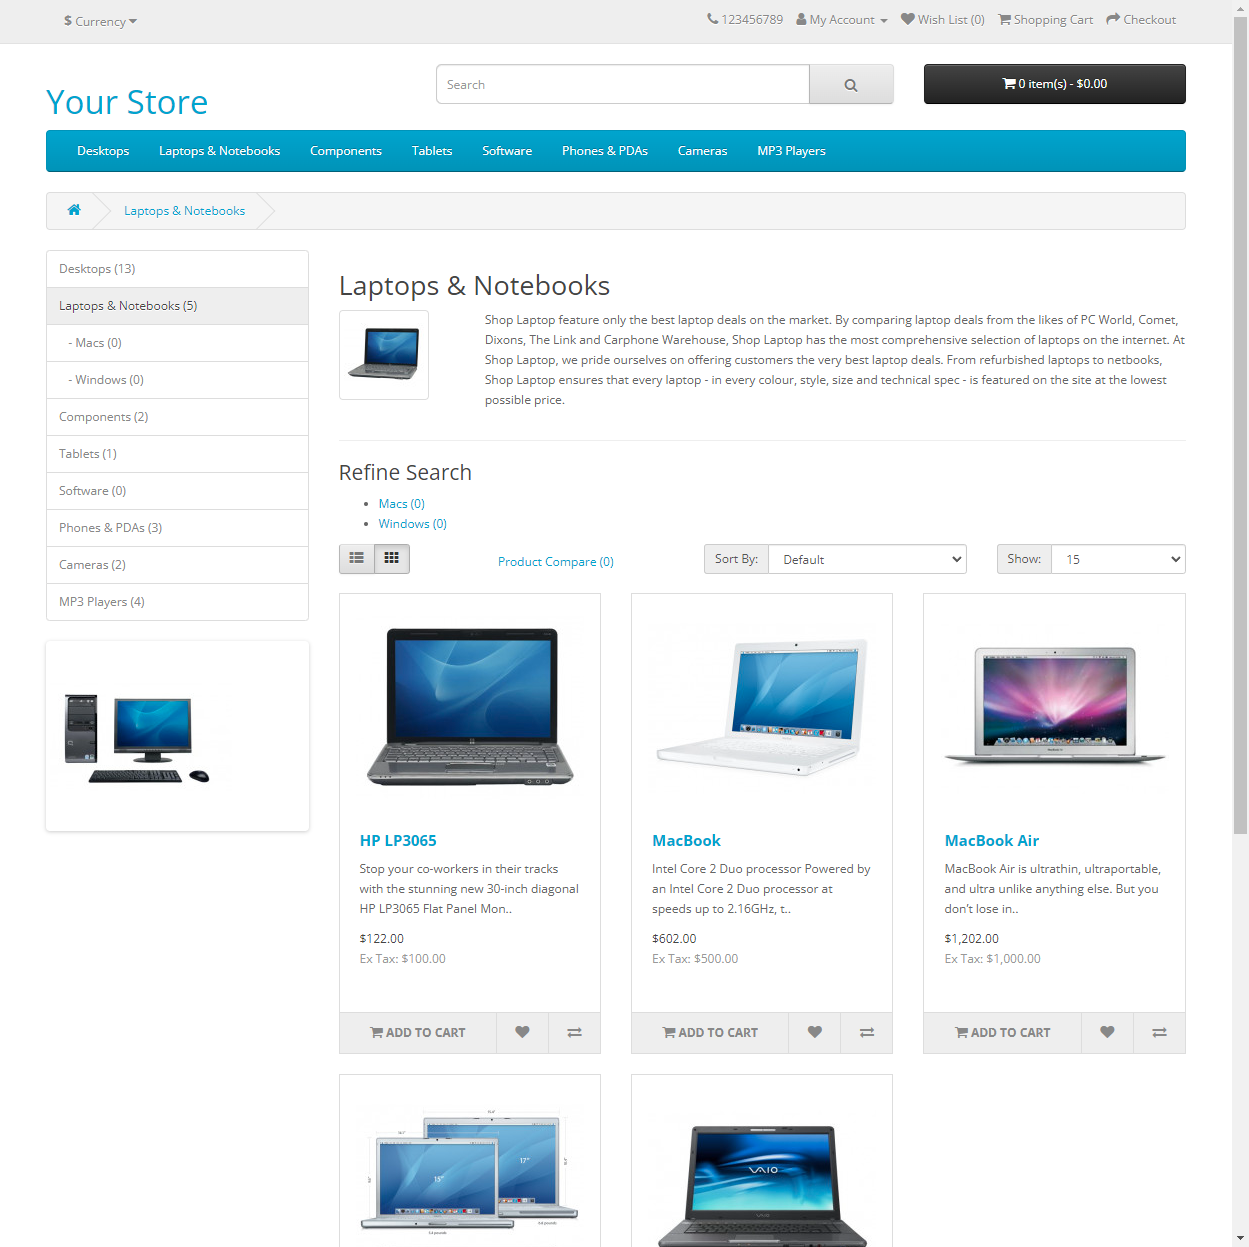 $ Currency
123456789 My Account Wish List (0) Shopping Cart Checkout
Your Store
Search
0 item(s) - $0.00
Desktops Laptops & Notebooks Components Tablets Software Phones & PDAs Cameras MP3 Players
Laptops & Notebooks
Desktops (13)
Laptops & Notebooks (5)
- Macs (0)
- Windows (0)
Components (2)
Tablets (1)
Software (0)
Phones & PDAs (3)
Cameras (2)
MP3 Players (4)
Laptops & Notebooks
Shop Laptop feature only the best laptop deals on the market. By comparing laptop deals from the likes of PC World, Comet,
Dixons, The Link and Carphone Warehouse, Shop Laptop has the most comprehensive selection of laptops on the internet. At
Shop Laptop, we pride ourselves on offering customers the very best laptop deals. From refurbished laptops to netbooks,
Shop Laptop ensures that every laptop - in every colour, style, size and technical spec - is featured on the site at the lowest
possible price.
Refine Search
Macs (0)
Windows (0)
Product Compare (0)
Sort By: Default
Show: 15
HP LP3065
Stop your co-workers in their tracks
with the stunning new 30-inch diagonal
HP LP3065 Flat Panel Mon..
$122.00
Ex Tax: $100.00
ADD TO CART
MacBook
Intel Core 2 Duo processor Powered by
an Intel Core 2 Duo processor at
speeds up to 2.16GHz, t..
$602.00
Ex Tax: $500.00
ADD TO CART
MacBook Air
MacBook Air is ultrathin, ultraportable,
and ultra unlike anything else. But you
don't lose in..
$1,202.00
Ex Tax: $1,000.00
ADD TO CART
15"
17"
VAIO